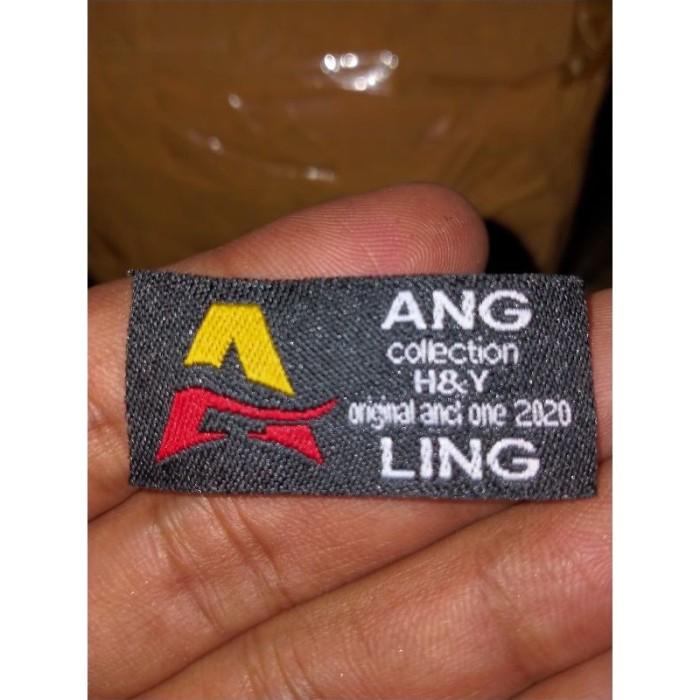 ANG
collection
H&Y
original anci one 2020
LING